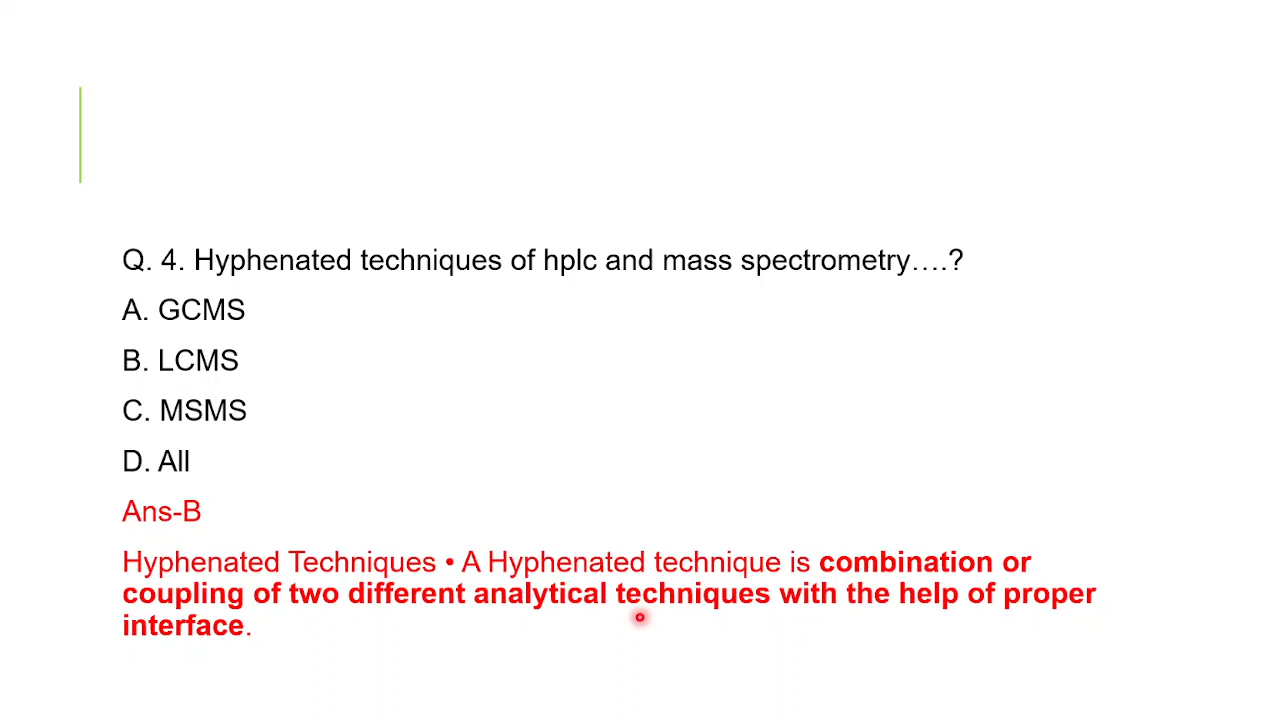 Q. 4. Hyphenated techniques of hplc and mass spectrometry….?
A. GCMS
B. LCMS
C. MSMS
D. All
Ans-B
Hyphenated Techniques • A Hyphenated technique is combination or
coupling of two different analytical techniques with the help of proper
interface.